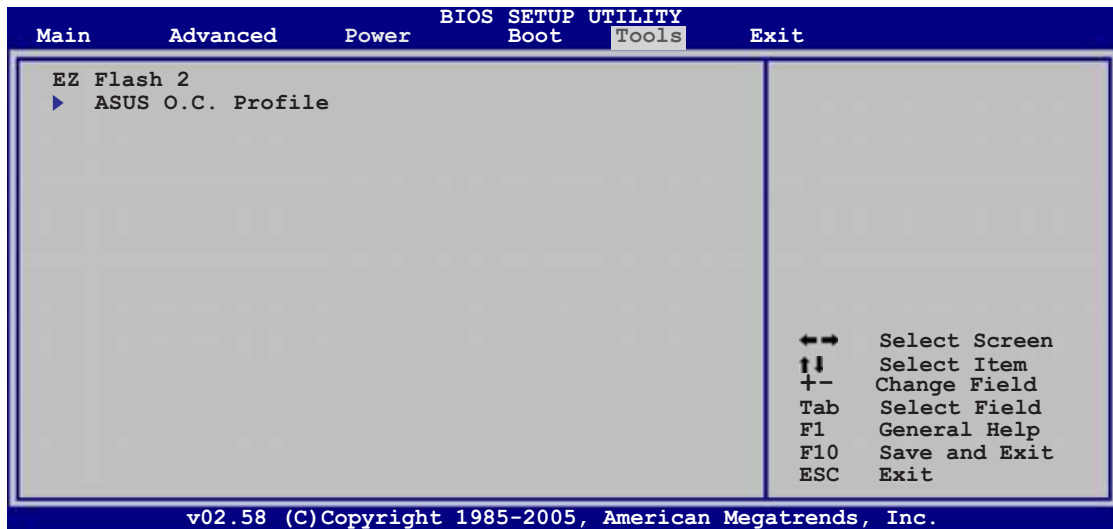 BIOS SETUP UTILITY
Main Advanced Power Boot Tools Exit
EZ Flash 2
ASUS O.C. Profile
Select Screen
Select Item
+- Change Field
Tab Select Field
F1 General Help
F10 Save and Exit
ESC Exit
v02.58 (C)Copyright 1985-2005, American Megatrends, Inc.